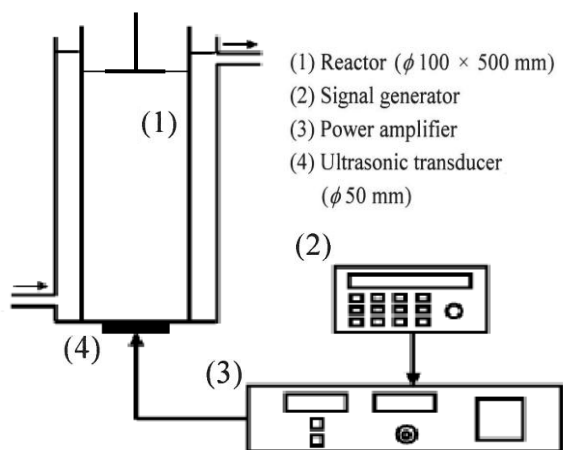 (1) Reactor (ϕ 100 × 500 mm)
(2) Signal generator
(3) Power amplifier
(4) Ultrasonic transducer
(ϕ 50 mm)
(1)
(2)
(4)
(3)